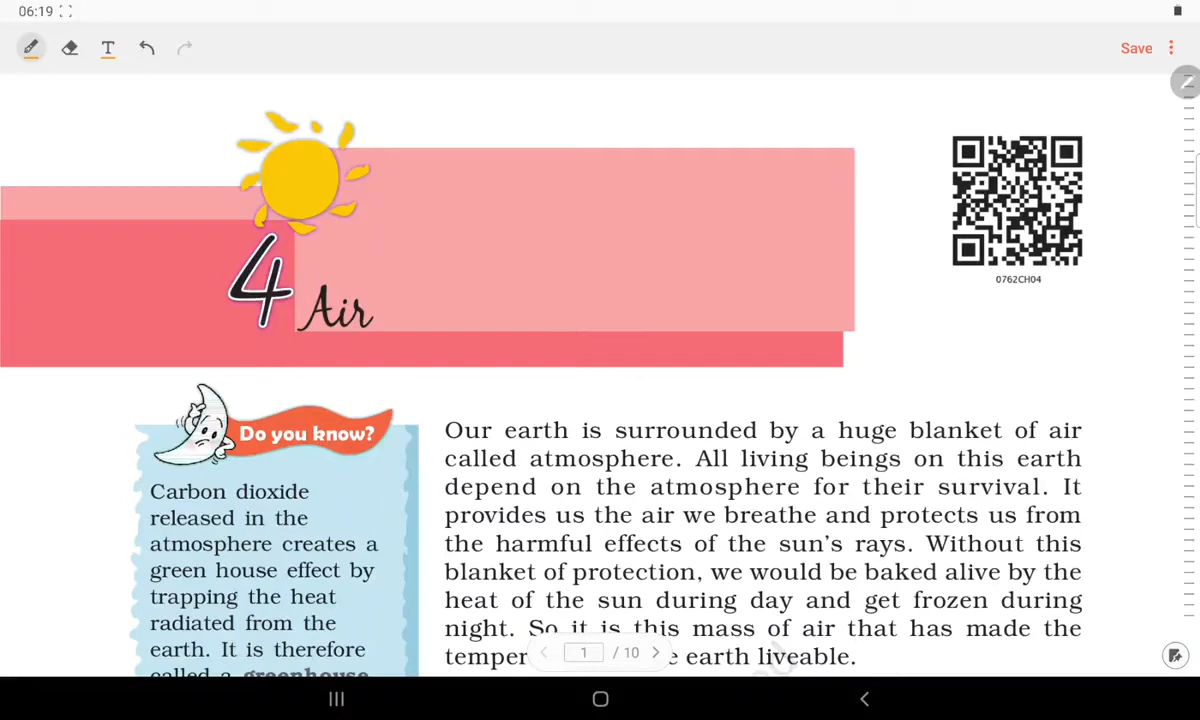 06:19
T
Save
0762CH04
4 Air
Do you know?
Carbon dioxide
released in the
atmosphere creates a
green house effect by
trapping the heat
radiated from the
earth. It is therefore
called a greenhouse
Our earth is surrounded by a huge blanket of air
called atmosphere. All living beings on this earth
depend on the atmosphere for their survival. It
provides us the air we breathe and protects us from
the harmful effects of the sun's rays. Without this
blanket of protection, we would be baked alive by the
heat of the sun during day and get frozen during
night. So it is this mass of air that has made the
temper e earth liveable.
1 / 10